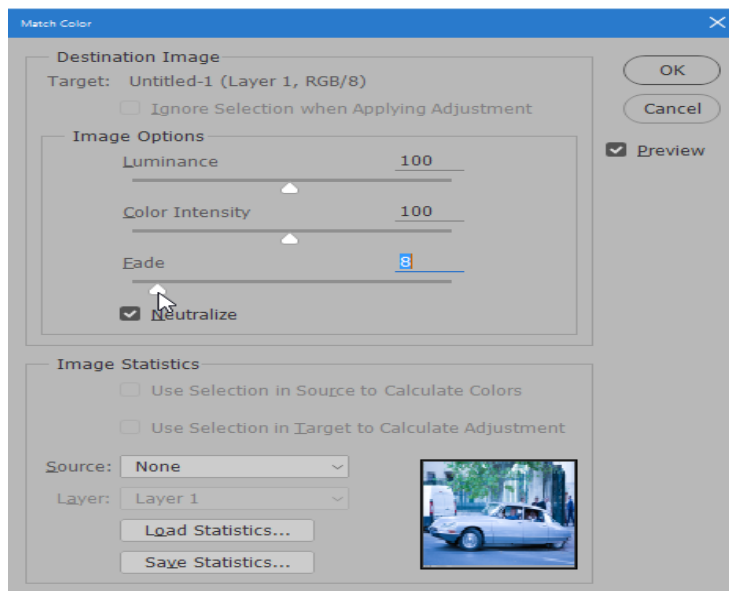 Match Color
Destination Image
Target: Untitled-1 (Layer 1, RGB/8)
Ignore Selection when Applying Adjustment
Image Options
Luminance 100
Color Intensity 100
Fade 8
Neutralize
OK
Cancel
Preview
Image Statistics
Use Selection in Source to Calculate Colors
Use Selection in Target to Calculate Adjustment
Source: None
Layer: Layer 1
Load Statistics...
Save Statistics...